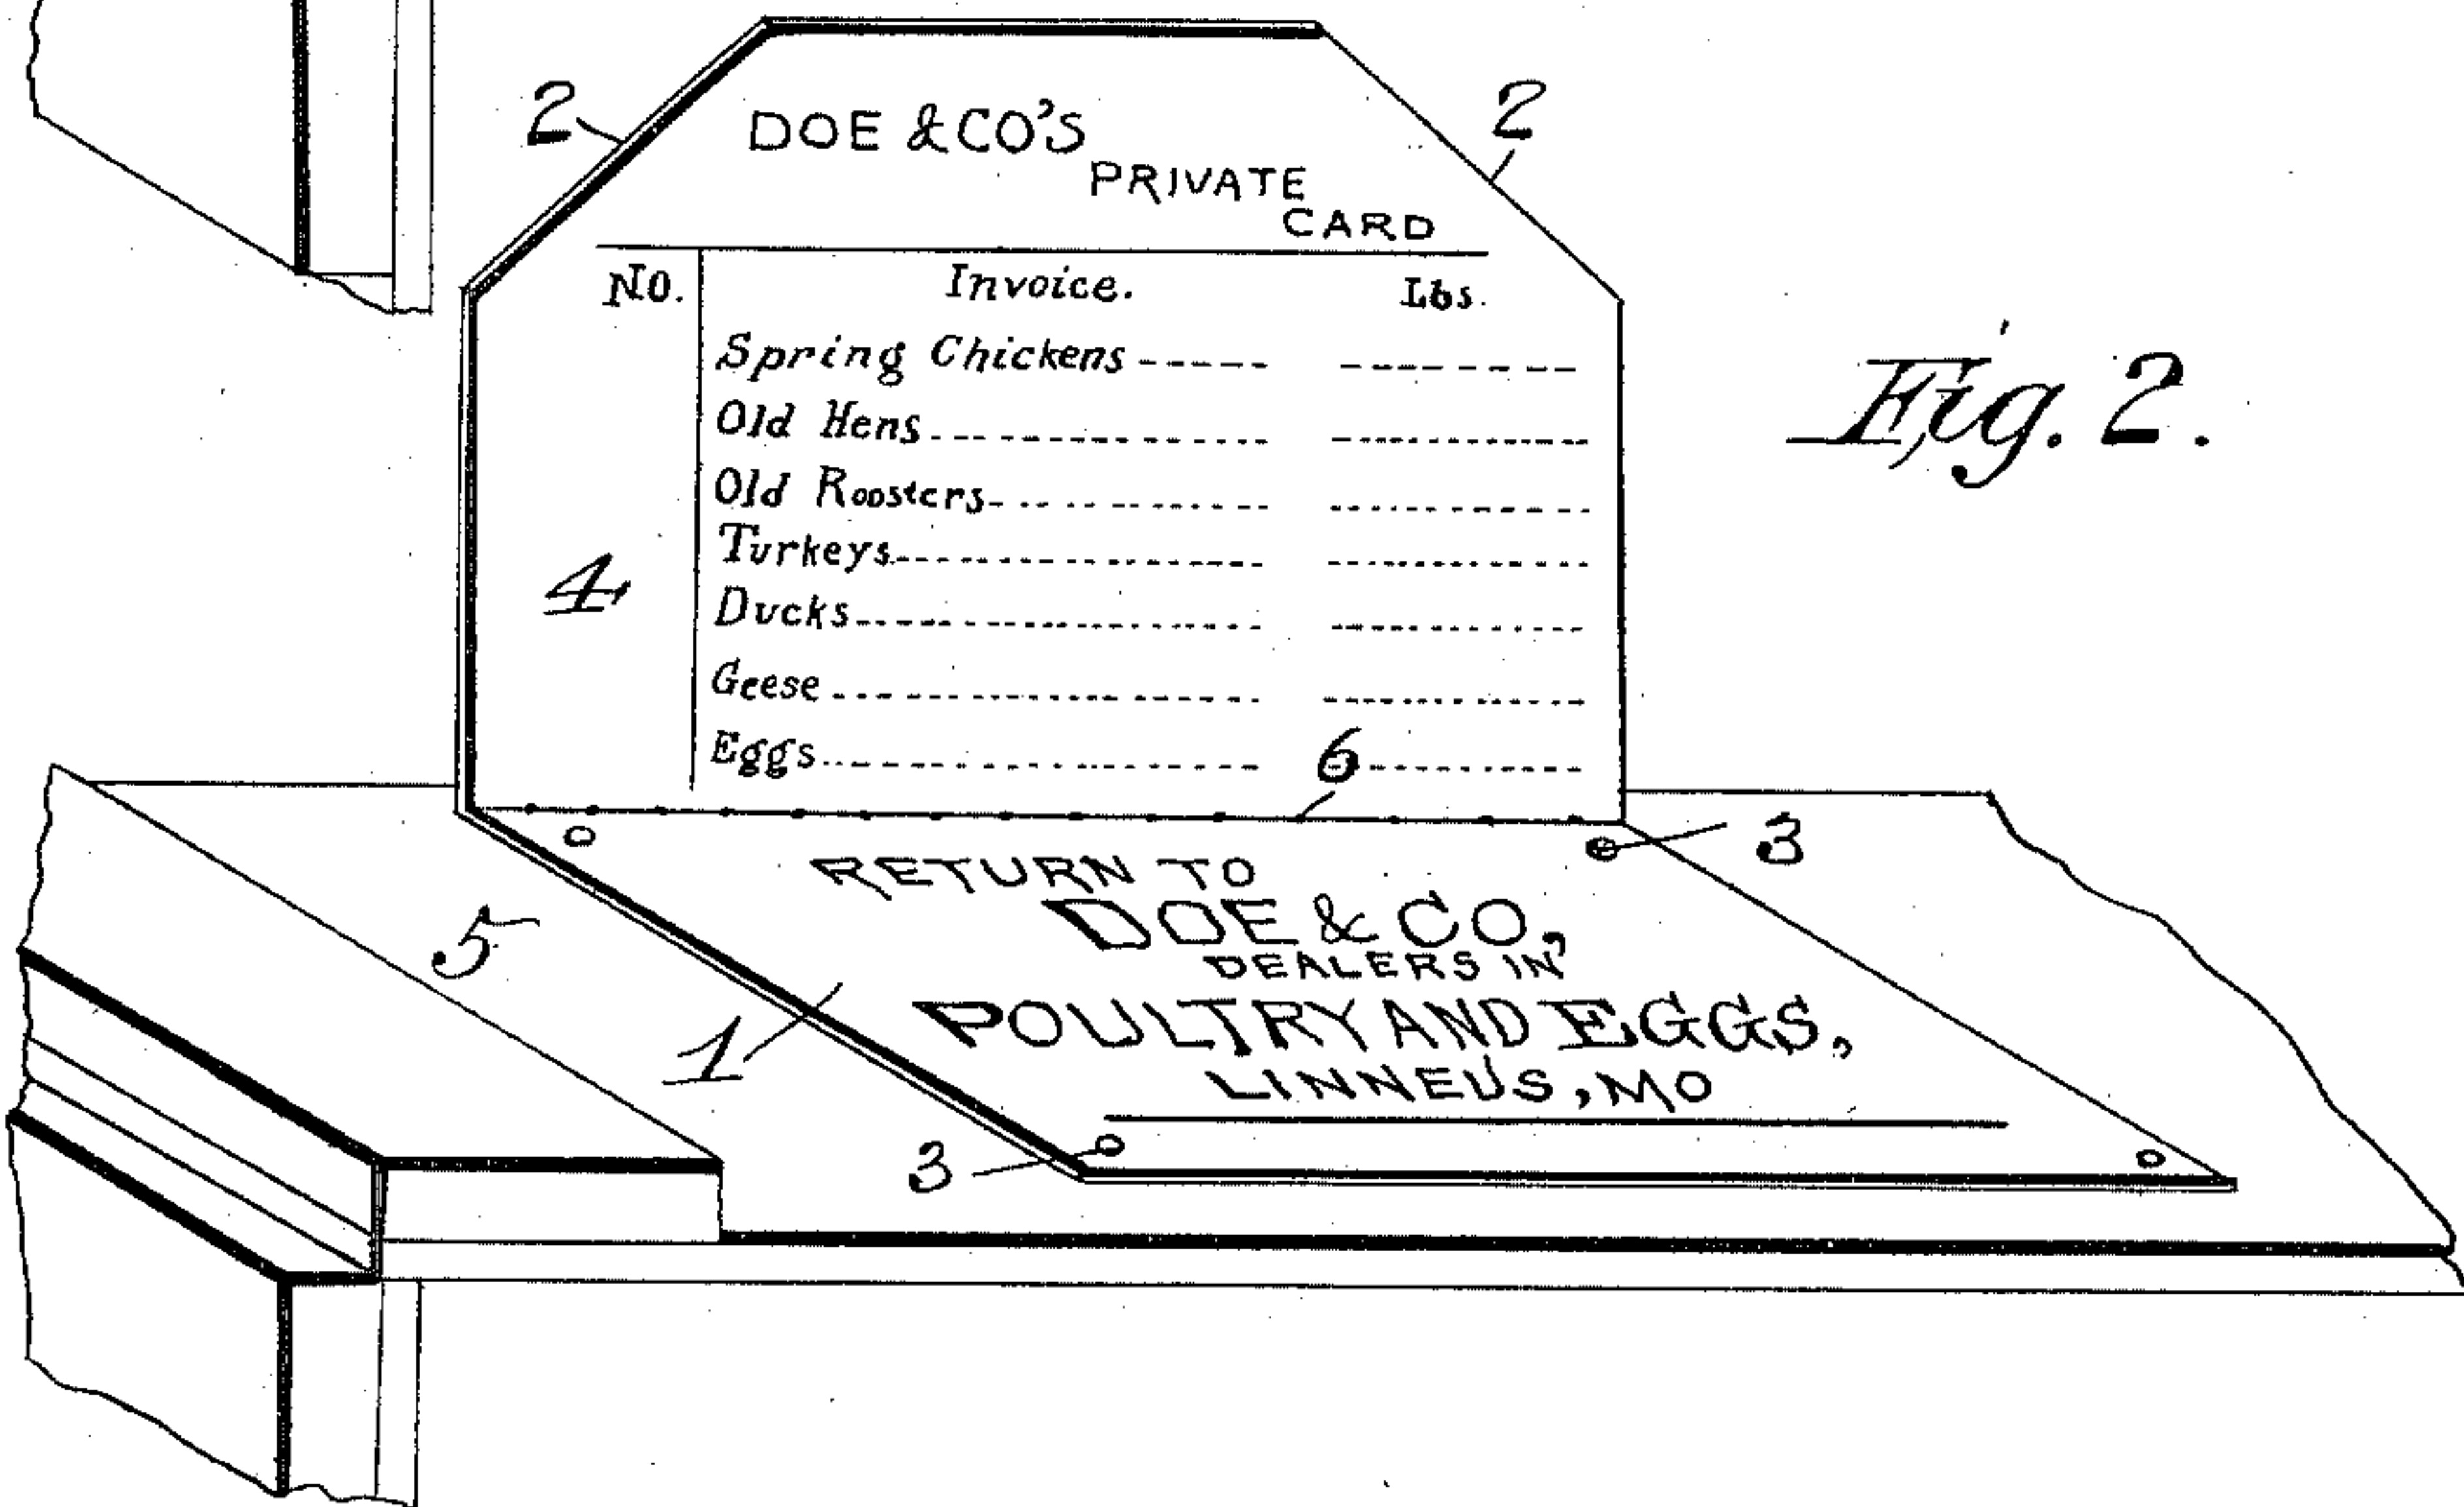 2
2
DOE & CO'S
PRIVATE
CARD
NO. Invoice. Lbs.
Spring Chickens
Old Hens
Fig. 2.
Old Roosters
Turkeys
4
Ducks
Geese
Eggs
6
3
RETURN TO
DOE & CO,
5
DEALERS IN
POULTRY AND EGGS,
1
LINNEUS, MO
3